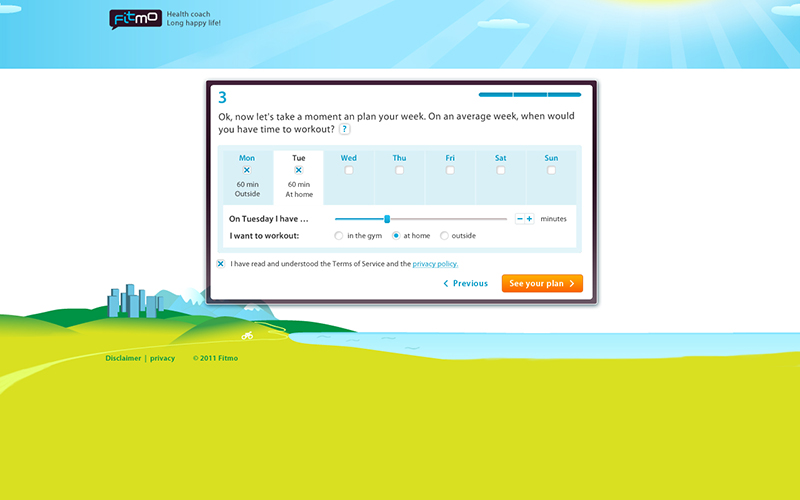 Fitmo
Health coach
Long happy life!
3
Ok, now let's take a moment an plan your week. On an average week, when would
you have time to workout? ?
Mon Tue Wed Thu Fri Sat Sun
60 min 60 min
Outside At home
On Tuesday I have ... − + minutes
I want to workout: in the gym at home outside
I have read and understood the Terms of Service and the privacy policy.
Previous See your plan
Disclaimer | privacy © 2011 Fitmo